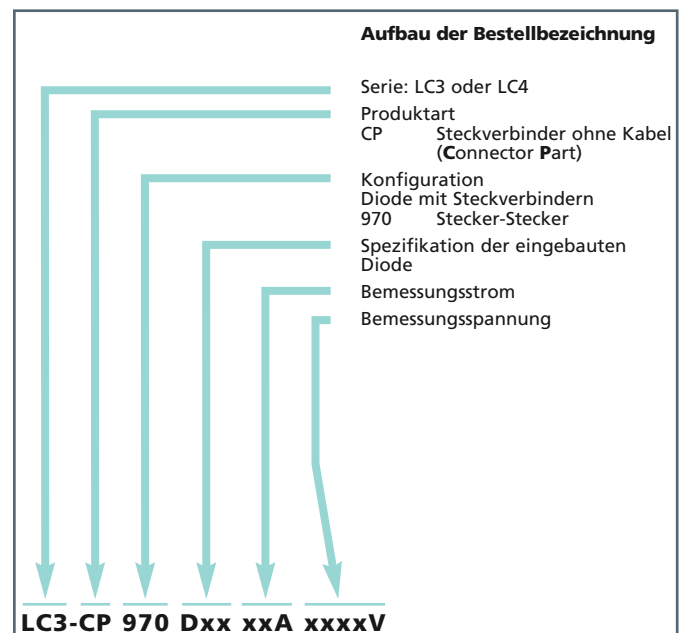 Aufbau der Bestellbezeichnung
Serie: LC3 oder LC4
Produktart
CP Steckverbinder ohne Kabel
(Connector Part)
Konfiguration
Diode mit Steckverbindern
970 Stecker-Stecker
Spezifikation der eingebauten
Diode
Bemessungsstrom
Bemessungsspannung
LC3-CP 970 Dxx xxA xxxxV